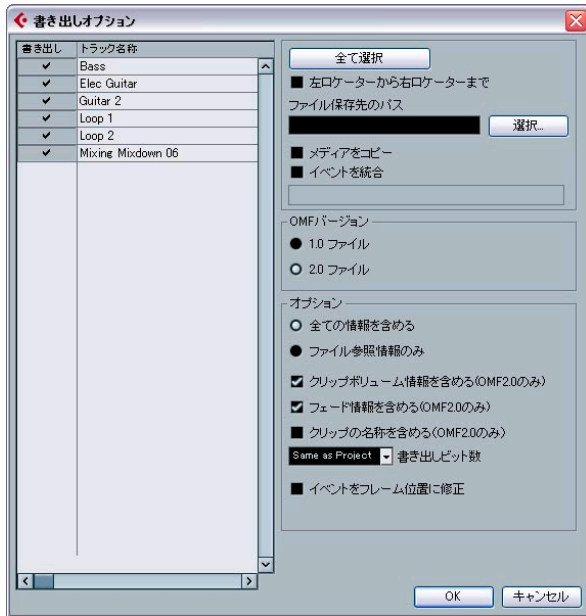 書き出しオプション
書き出し トラック名称
Bass
Elec Guitar
Guitar 2
Loop 1
Loop 2
Mixing Mixdown 06
全て選択
左ロケーターから右ロケーターまで
ファイル保存先のパス
選択...
メディアをコピー
イベントを統合
OMFバージョン
1.0 ファイル
2.0 ファイル
オプション
全ての情報を含める
ファイル参照情報のみ
クリップボリューム情報を含める(OMF2.0のみ)
フェード情報を含める(OMF2.0のみ)
クリップの名称を含める(OMF2.0のみ)
Same as Project 書き出しビット数
イベントをフレーム位置に修正
OK キャンセル